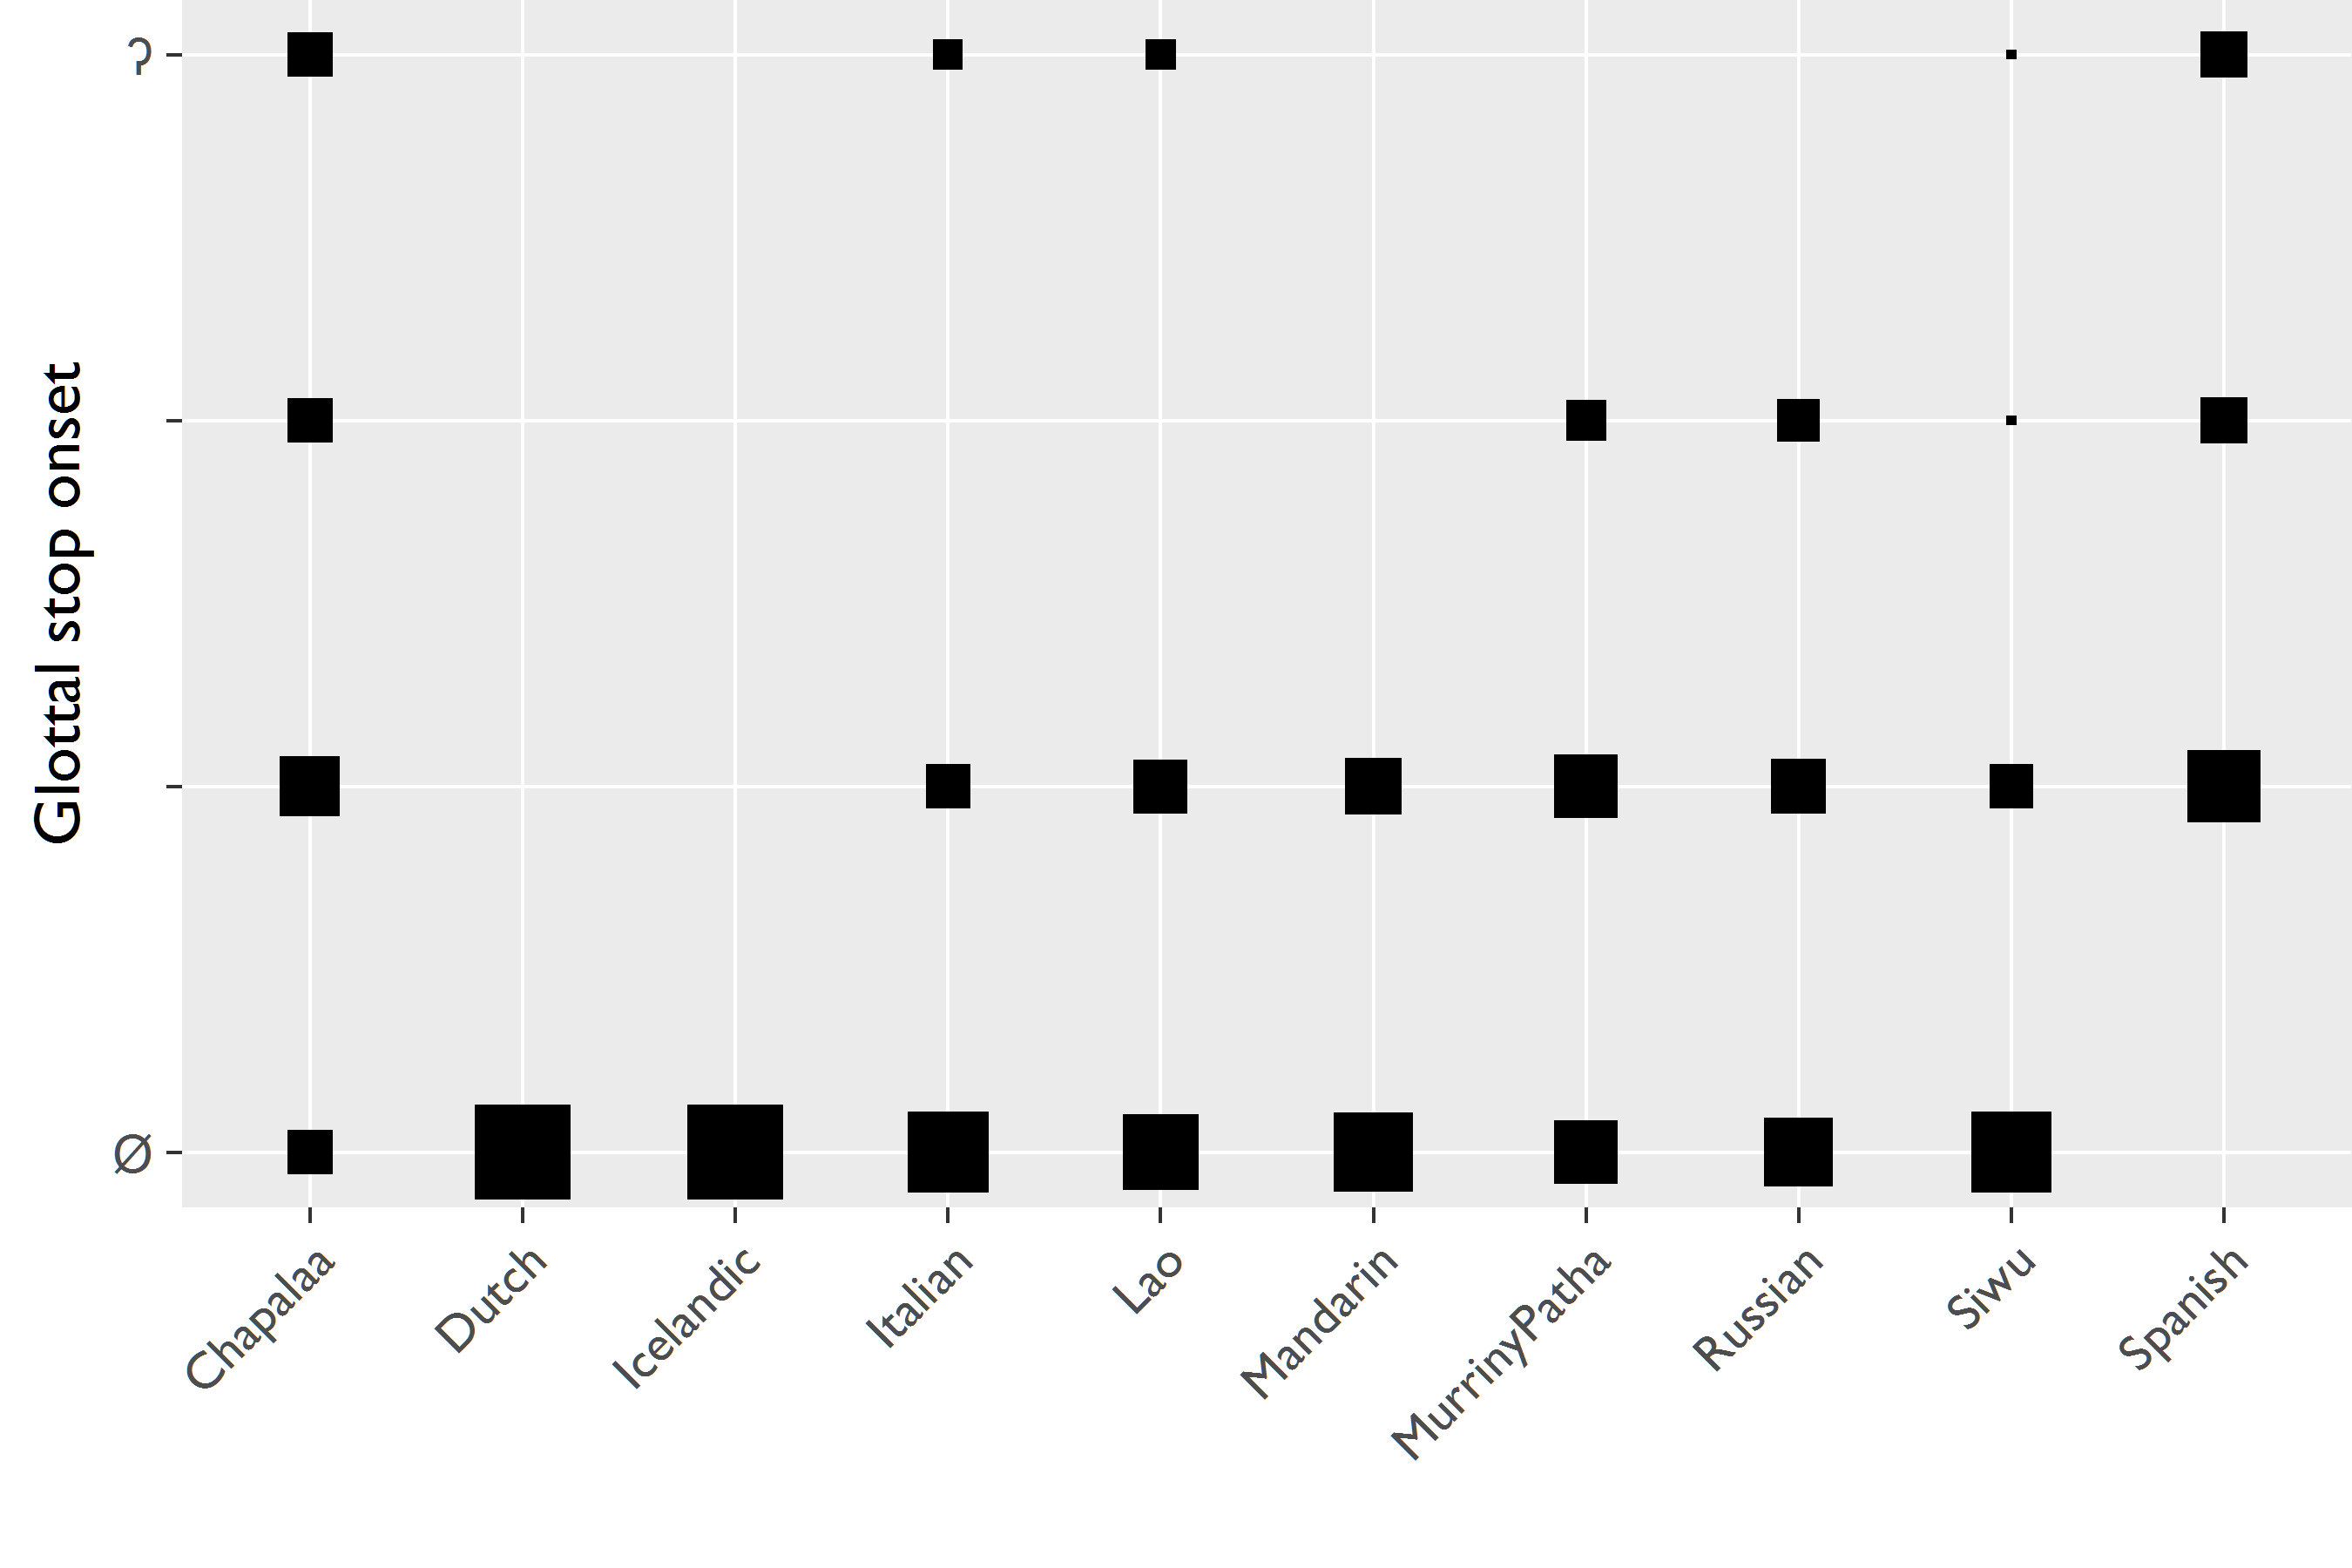 Glottal stop onset
ʔ
Ø
Chapalaa
Dutch
Icelandic
Italian
Lao
Mandarin
MurrinyPatha
Russian
Siwu
Spanish